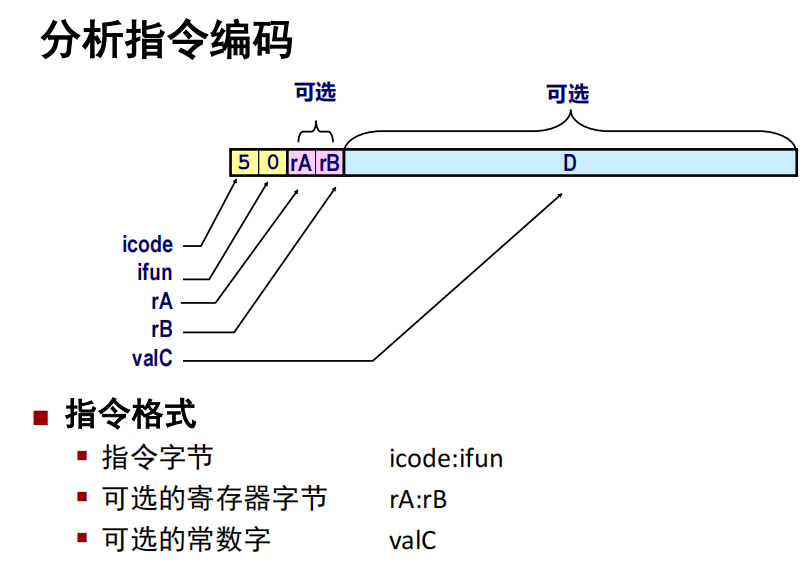 分析指令编码
可选 可选
5 0 rA rB D
icode
ifun
rA
rB
valC
指令格式
指令字节 icode:ifun
可选的寄存器字节 rA:rB
可选的常数字 valC